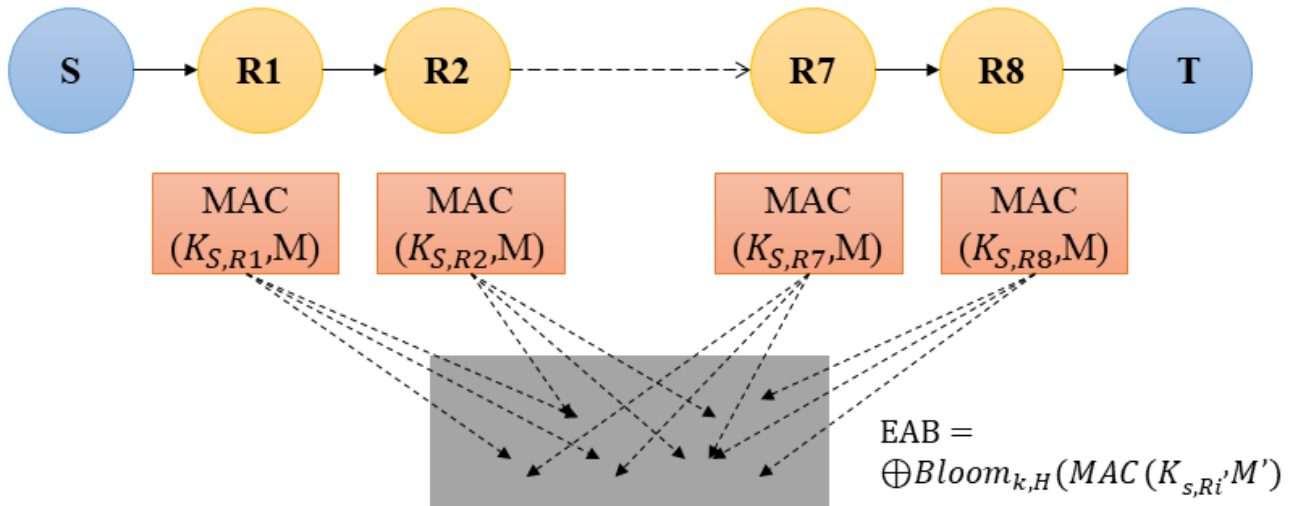 S R1 R2 R7 R8 T
MAC MAC MAC MAC
(K_{S,R1},M) (K_{S,R2},M) (K_{S,R7},M) (K_{S,R8},M)
EAB =
⊕Bloom_{k,H}(MAC(K_{s,Ri},M’)